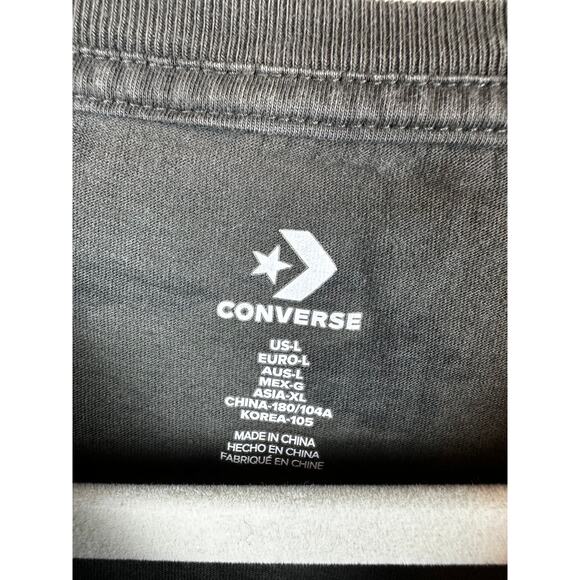 CONVERSE
US-L
EURO-L
AUS-L
MEX-G
ASIA-XL
CHINA-180/104A
KOREA-105
MADE IN CHINA
HECHO EN CHINA
FABRIQUÉ EN CHINE